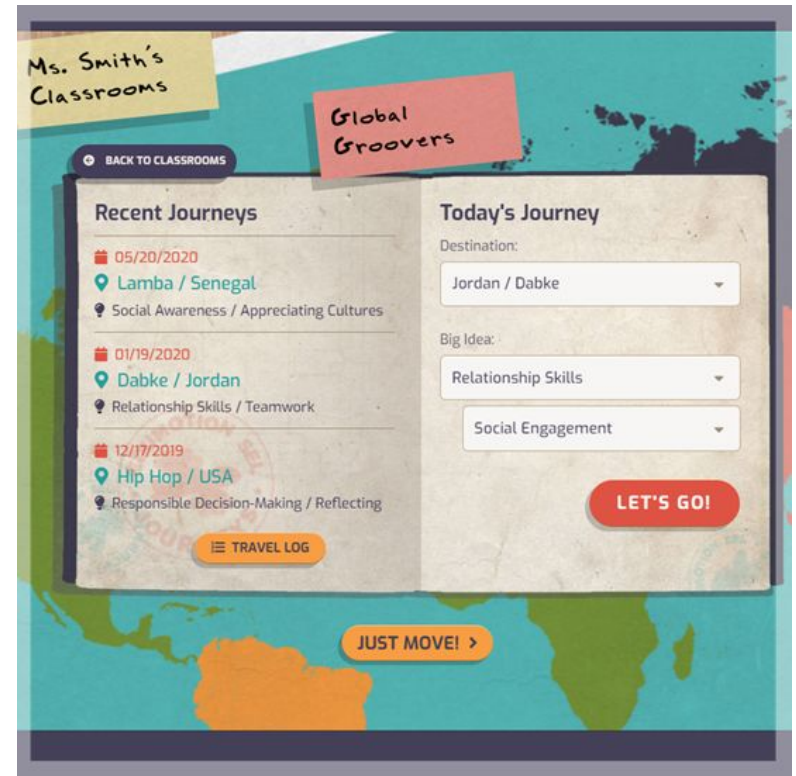 Ms. Smith's
Classrooms
Global
Groovers
BACK TO CLASSROOMS
Recent Journeys
05/20/2020
Lamba / Senegal
Social Awareness / Appreciating Cultures
01/19/2020
Dabke / Jordan
Relationship Skills / Teamwork
12/17/2019
Hip Hop / USA
Responsible Decision-Making / Reflecting
TRAVEL LOG
Today's Journey
Destination:
Jordan / Dabke
Big Idea:
Relationship Skills
Social Engagement
LET'S GO!
JUST MOVE!